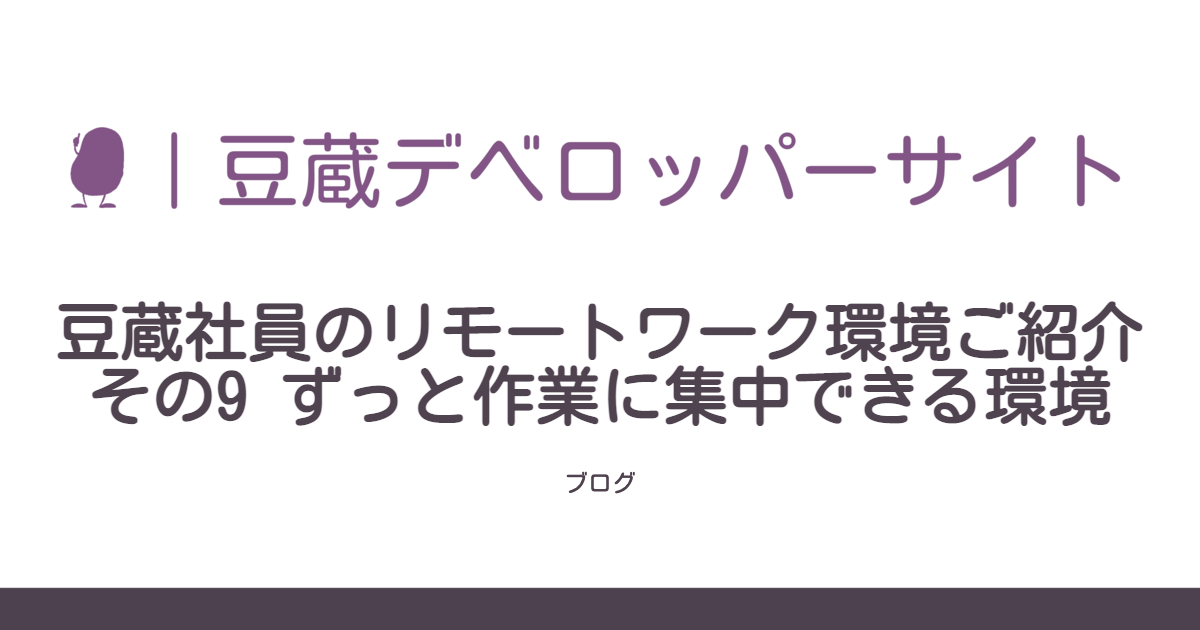 ｜豆蔵デベロッパーサイト
豆蔵社員のリモートワーク環境ご紹介
その9 ずっと作業に集中できる環境
ブログ